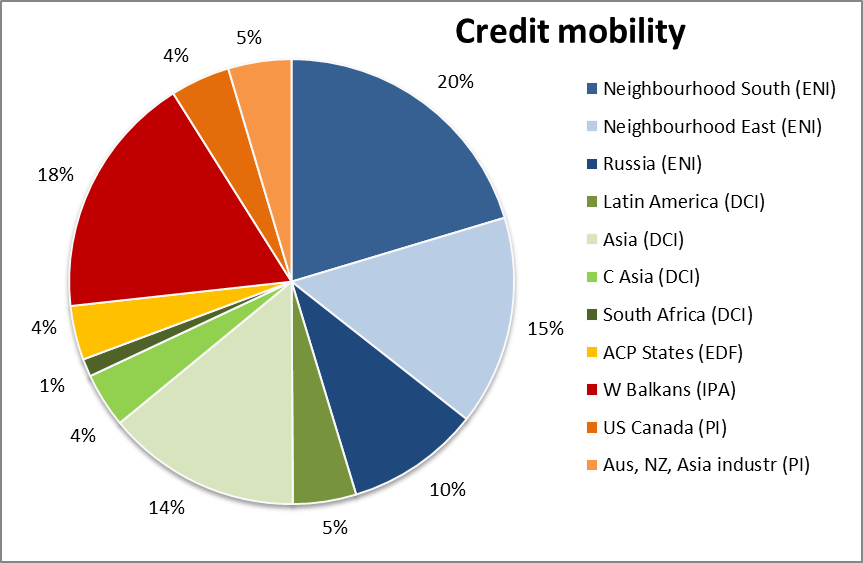 Credit mobility
20%
15%
10%
5%
14%
4%
1%
4%
18%
4%
5%
Neighbourhood South (ENI)
Neighbourhood East (ENI)
Russia (ENI)
Latin America (DCI)
Asia (DCI)
C Asia (DCI)
South Africa (DCI)
ACP States (EDF)
W Balkans (IPA)
US Canada (PI)
Aus, NZ, Asia industr (PI)